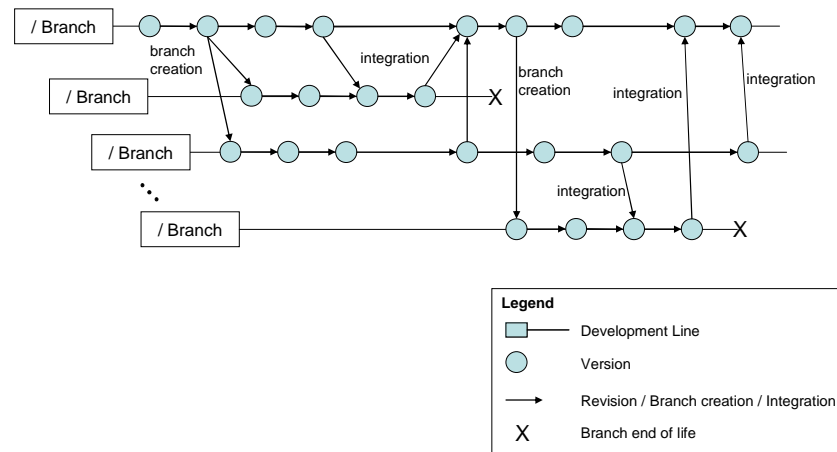 / Branch
branch
creation
integration
branch
creation
integration
integration
/ Branch
/ Branch
integration
/ Branch
X
X
Legend
Development Line
Version
Revision / Branch creation / Integration
X Branch end of life